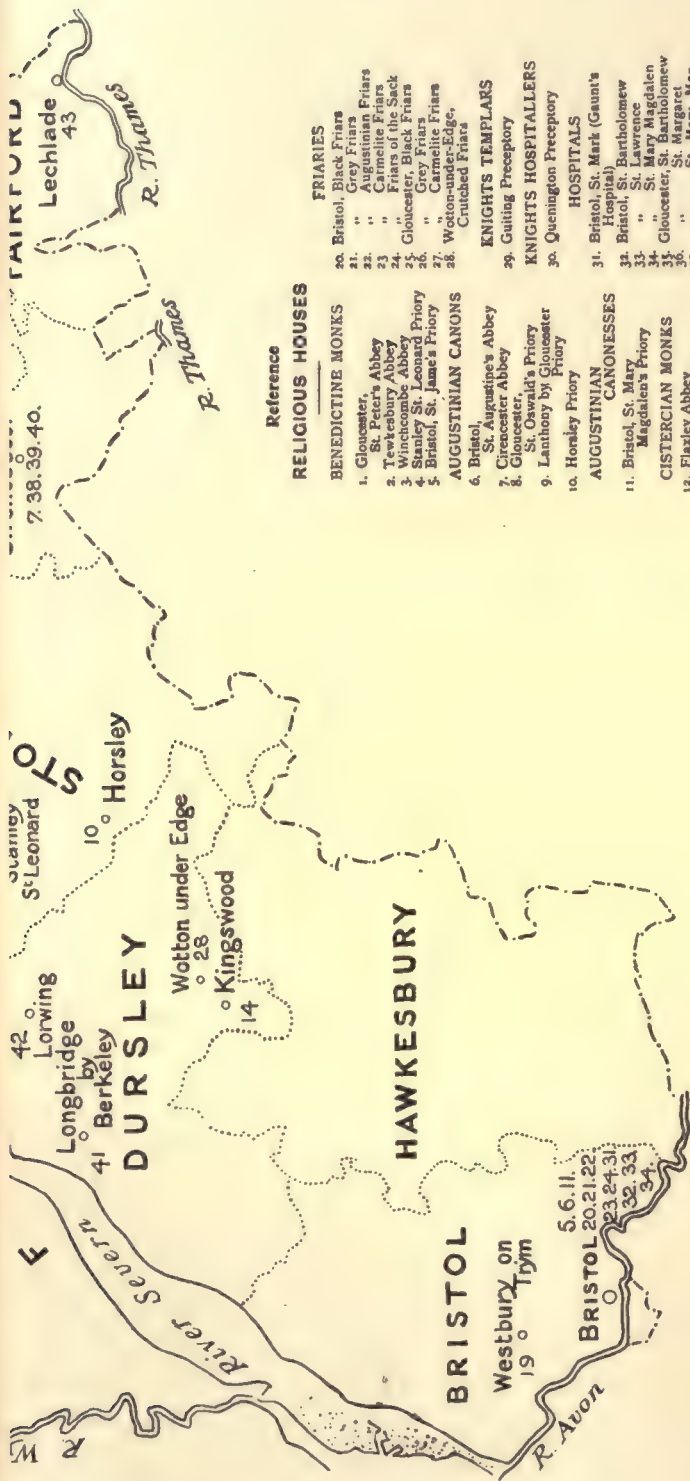 FAIRFORD
Lechlade
43
R. Thames
R. Thames
7. 38. 39. 40.
STO
Stanley
St Leonard
10 Horsley
42
Lorwing
Longbridge
by
41 Berkeley
DURSLEY
Wotton under Edge
28
Kingswood
14
F
River Severn
R. W
HAWKESBURY
BRISTOL
Westbury on
19 Trym
5. 6. 11.
20. 21. 22.
BRISTOL 23. 24. 31.
32. 33.
34.
R. Avon
Reference
RELIGIOUS HOUSES
BENEDICTINE MONKS
1. Gloucester,
St. Peter's Abbey
2. Tewkesbury Abbey
3. Winchcombe Abbey
4. Stanley St. Leonard Priory
5. Bristol, St. Jame's Priory
AUGUSTINIAN CANONS
6. Bristol,
St. Augustine's Abbey
7. Cirencester Abbey
8. Gloucester,
St. Oswald's Priory
9. Lanthony by Gloucester
Priory
10. Horsley Priory
AUGUSTINIAN
CANONESSES
11. Bristol, St. Mary
Magdalen's Priory
CISTERCIAN MONKS
12. Flaxley Abbey
FRIARIES
20. Bristol, Black Friars
21. " Grey Friars
22. " Augustinian Friars
23 " Carmelite Friars
24. " Friars of the Sack
25. Gloucester, Black Friars
26. " Grey Friars
27. " Carmelite Friars
28. Wotton-under-Edge,
Crutched Friars
KNIGHTS TEMPLARS
29. Guiting Preceptory
KNIGHTS HOSPITALLERS
30. Quenington Preceptory
HOSPITALS
31. Bristol, St. Mark (Gaunt's
Hospital)
32. Bristol, St. Bartholomew
33. " St. Lawrence
34. " St. Mary Magdalen
35. Gloucester, St. Bartholomew
36. " St. Margaret